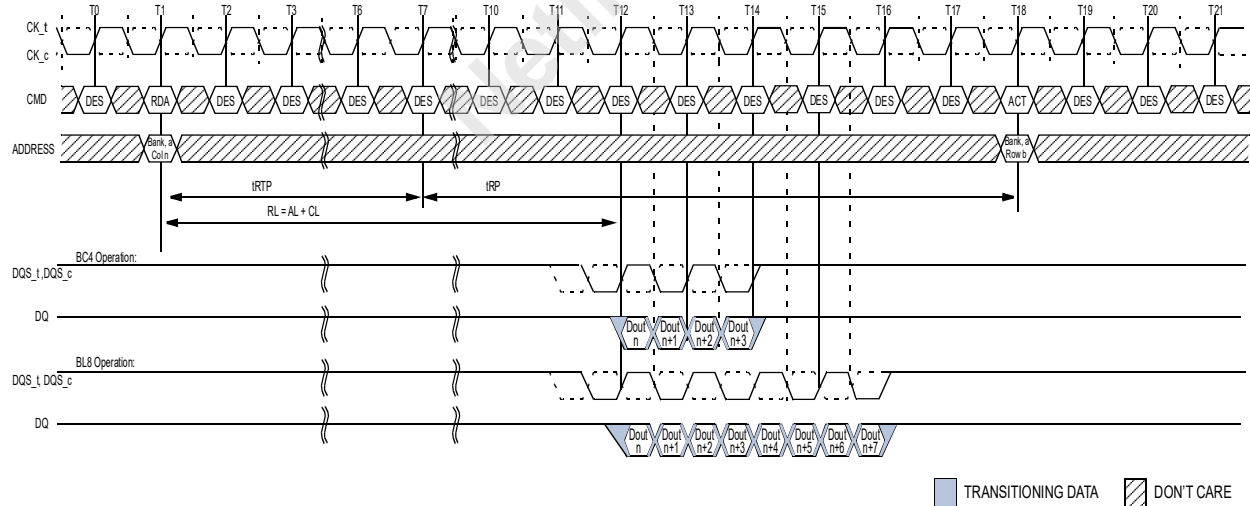 T0 T1 T2 T3 T6 T7 T10 T11 T12 T13 T14 T15 T16 T17 T18 T19 T20 T21
CK_t
CK_c
CMD DES RDA DES DES DES DES DES DES DES DES DES DES DES DES ACT DES DES DES
ADDRESS Bank, a Col n Bank, a Row b
tRTP tRP
RL = AL + CL
BC4 Operation:
DQS_t, DQS_c
DQ Dout n Dout n+1 Dout n+2 Dout n+3
BL8 Operation:
DQS_t, DQS_c
DQ Dout n Dout n+1 Dout n+2 Dout n+3 Dout n+4 Dout n+5 Dout n+6 Dout n+7
TRANSITIONING DATA DON'T CARE